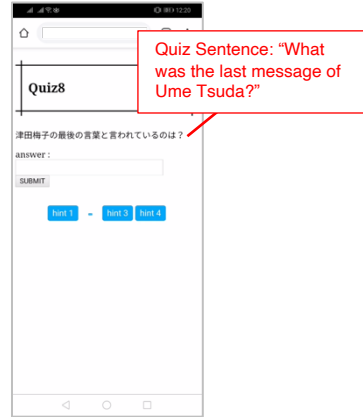 12:20
Quiz Sentence: “What
was the last message of
Ume Tsuda?”
Quiz8
津田梅子の最後の言葉と言われているのは？
answer :
SUBMIT
hint 1 - hint 3 hint 4